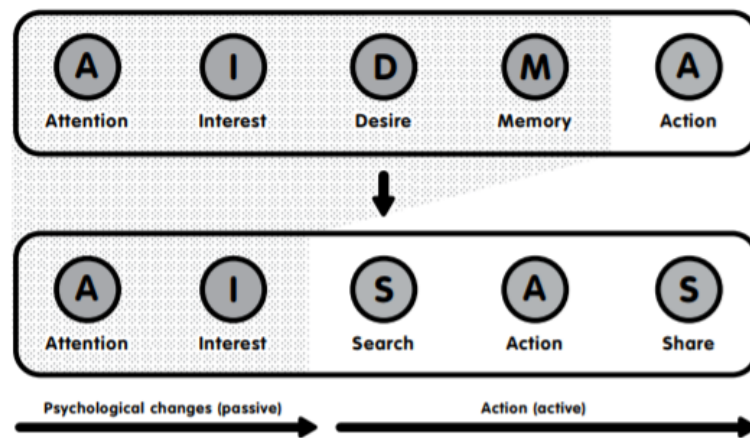 A I D M A
Attention Interest Desire Memory Action
A I S A S
Attention Interest Search Action Share
Psychological changes (passive) Action (active)